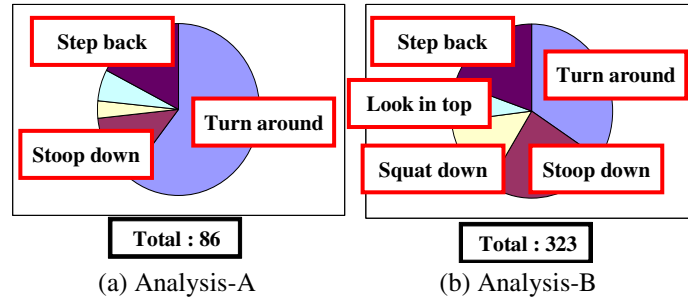 Step back
Turn around
Stoop down
Total : 86
(a) Analysis-A
Step back
Turn around
Look in top
Squat down
Stoop down
Total : 323
(b) Analysis-B